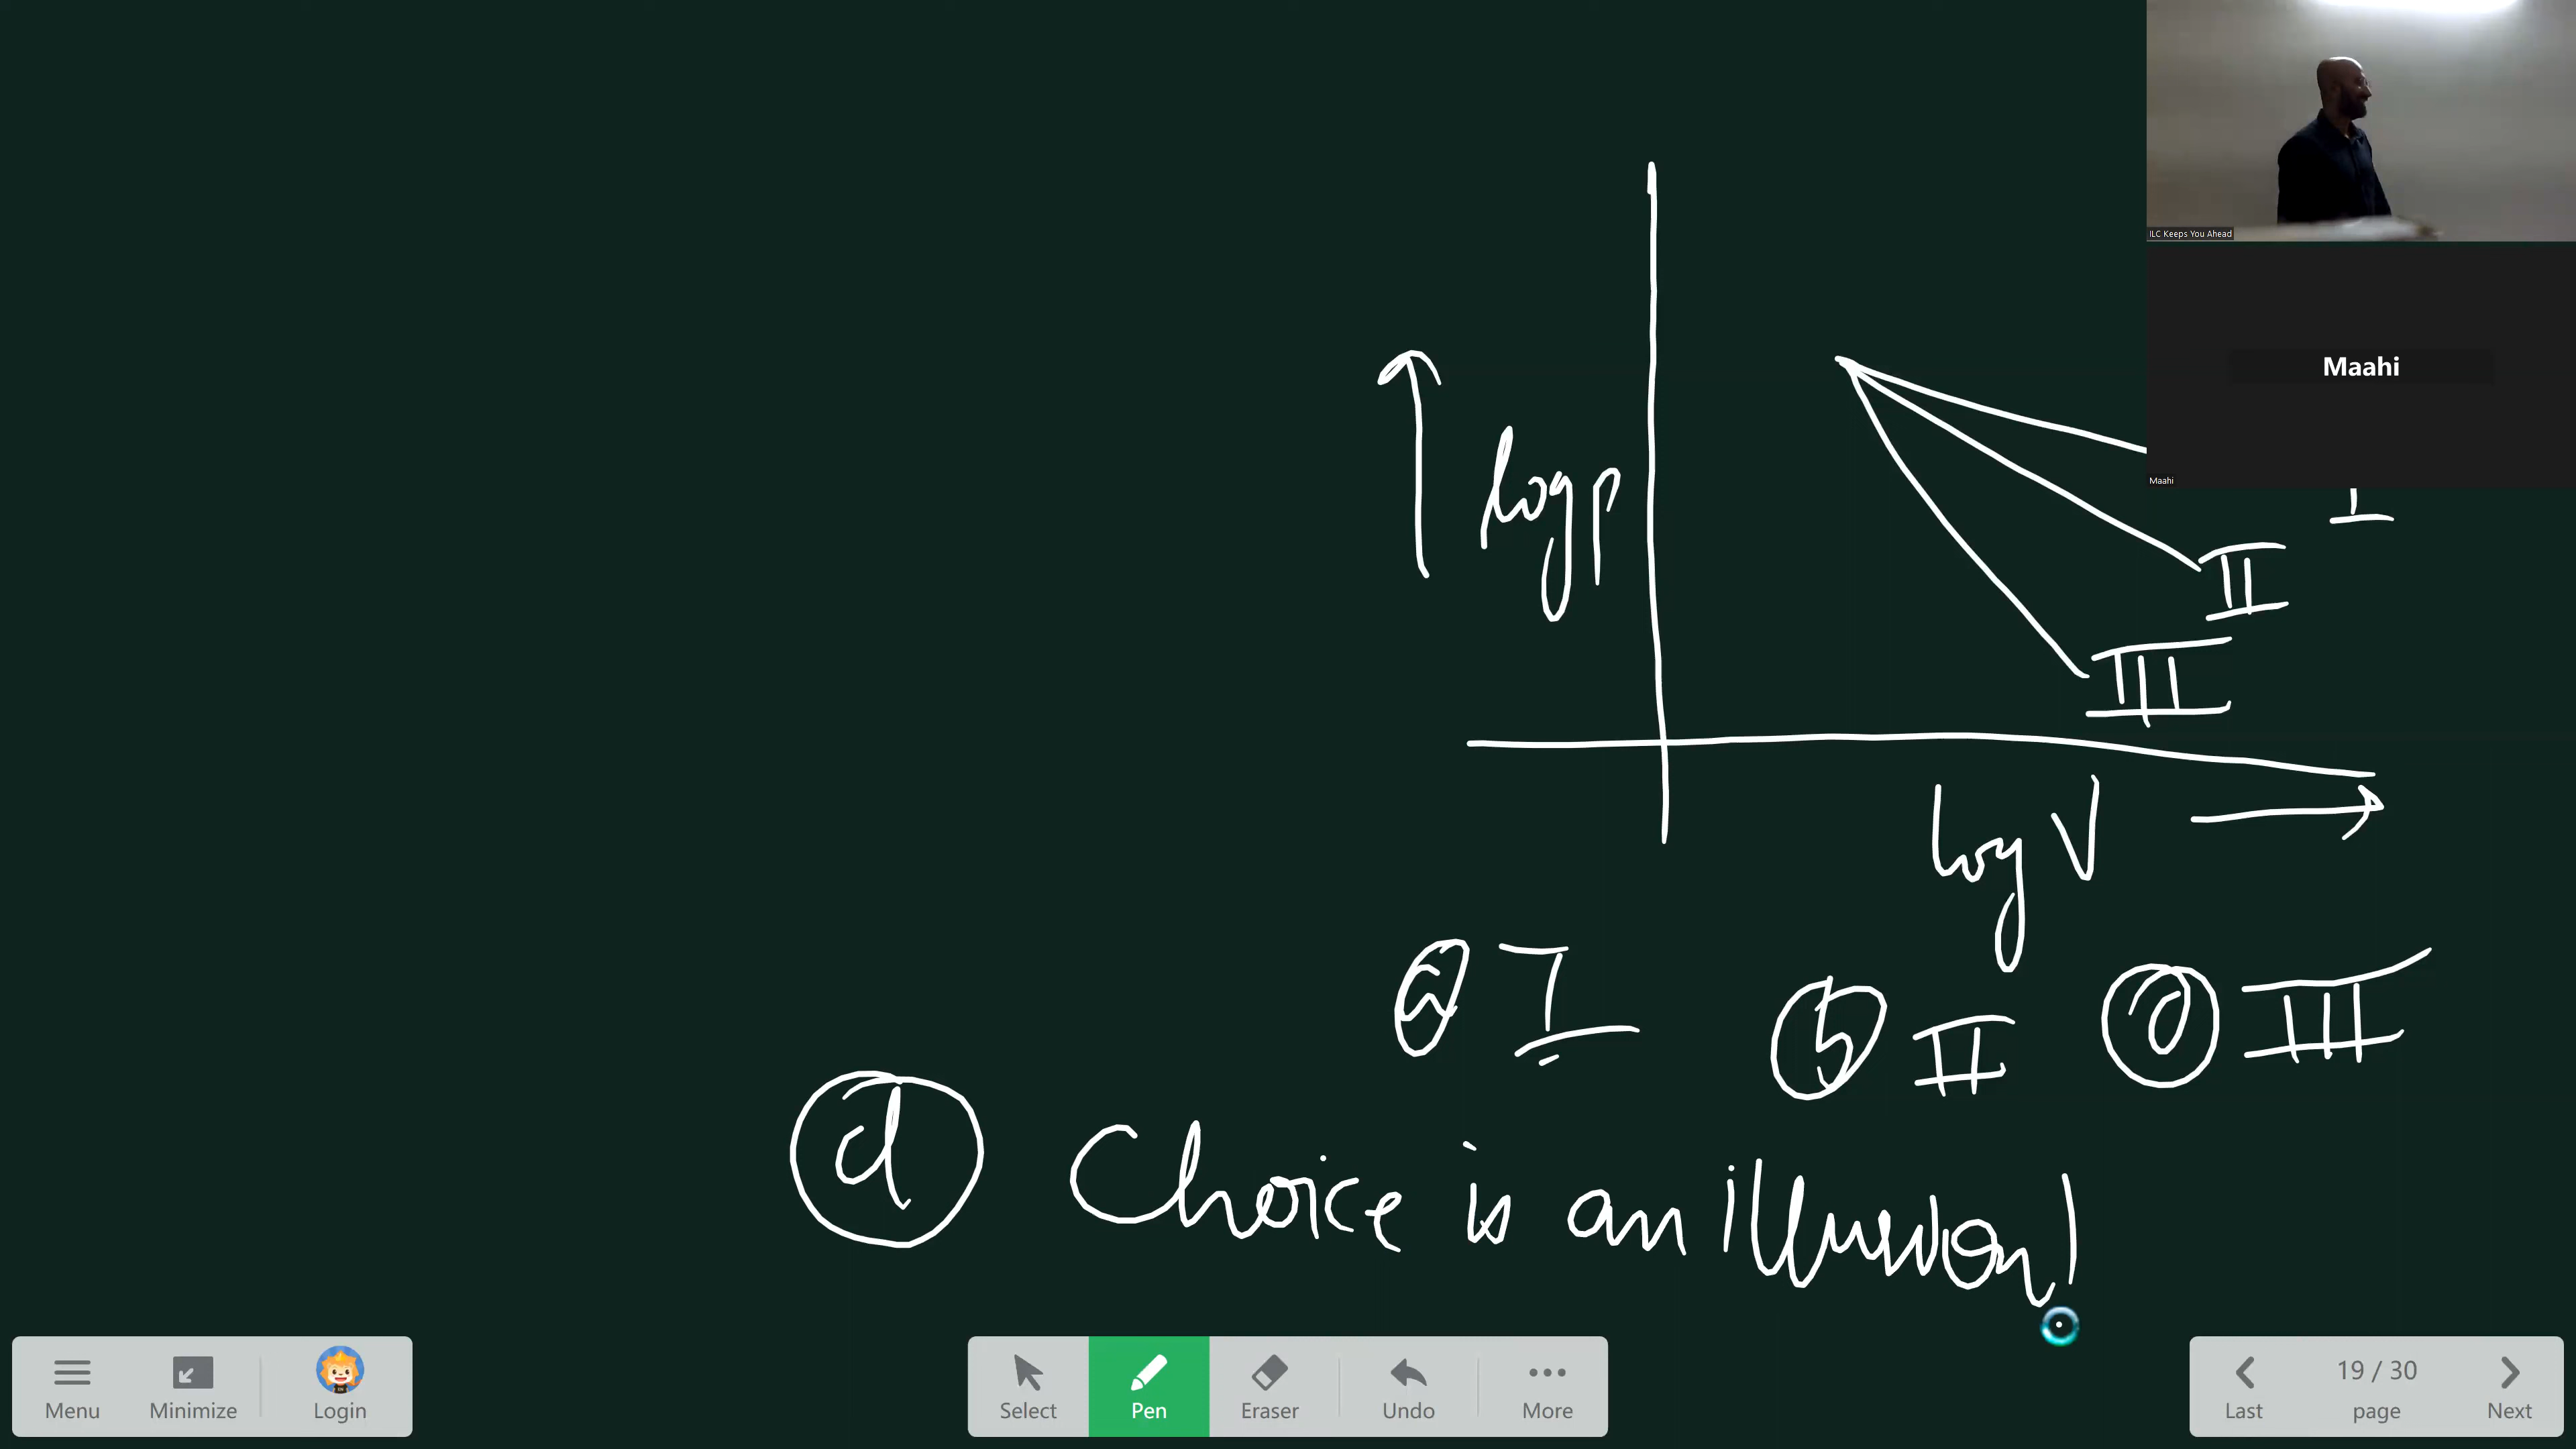 ILC Keeps You Ahead
Maahi
Maahi
log p
I
II
III
log V
a I b II c III
d Choice is an illusion!
Menu Minimize Login
Select Pen Eraser Undo More
Last 19 / 30 page Next